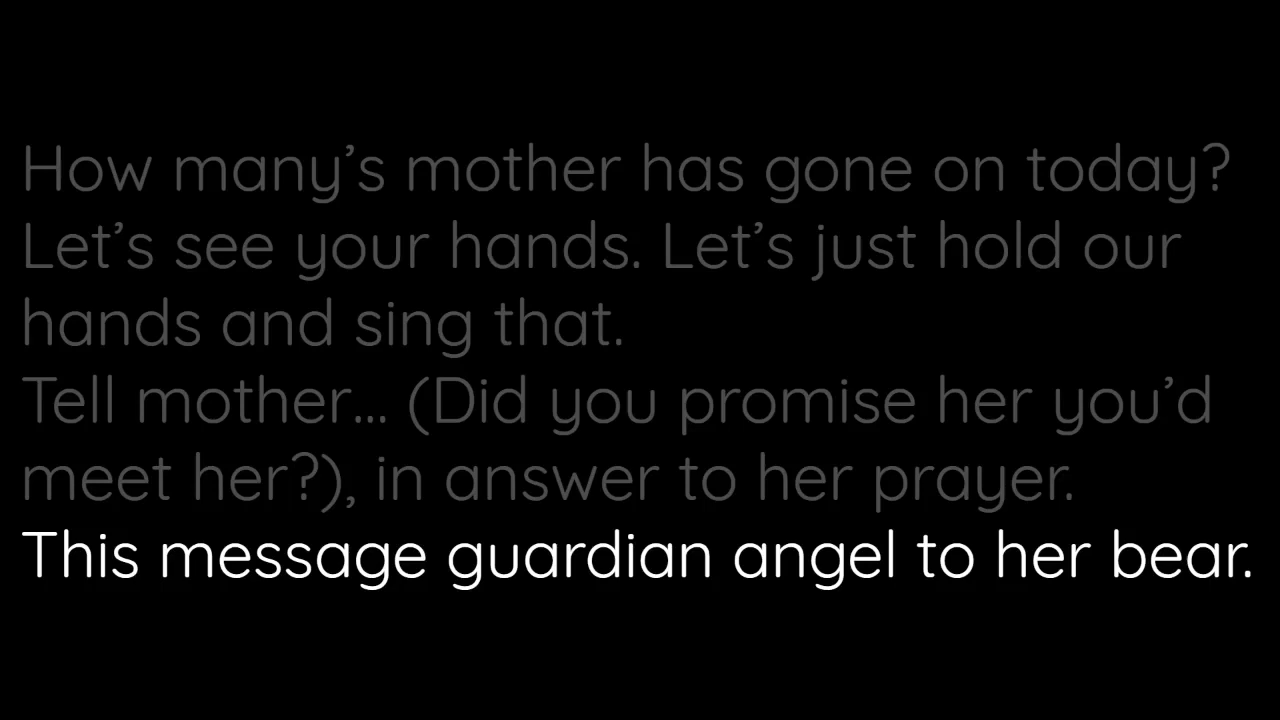 How many’s mother has gone on today?
Let’s see your hands. Let’s just hold our
hands and sing that.
Tell mother... (Did you promise her you’d
meet her?), in answer to her prayer.
This message guardian angel to her bear.